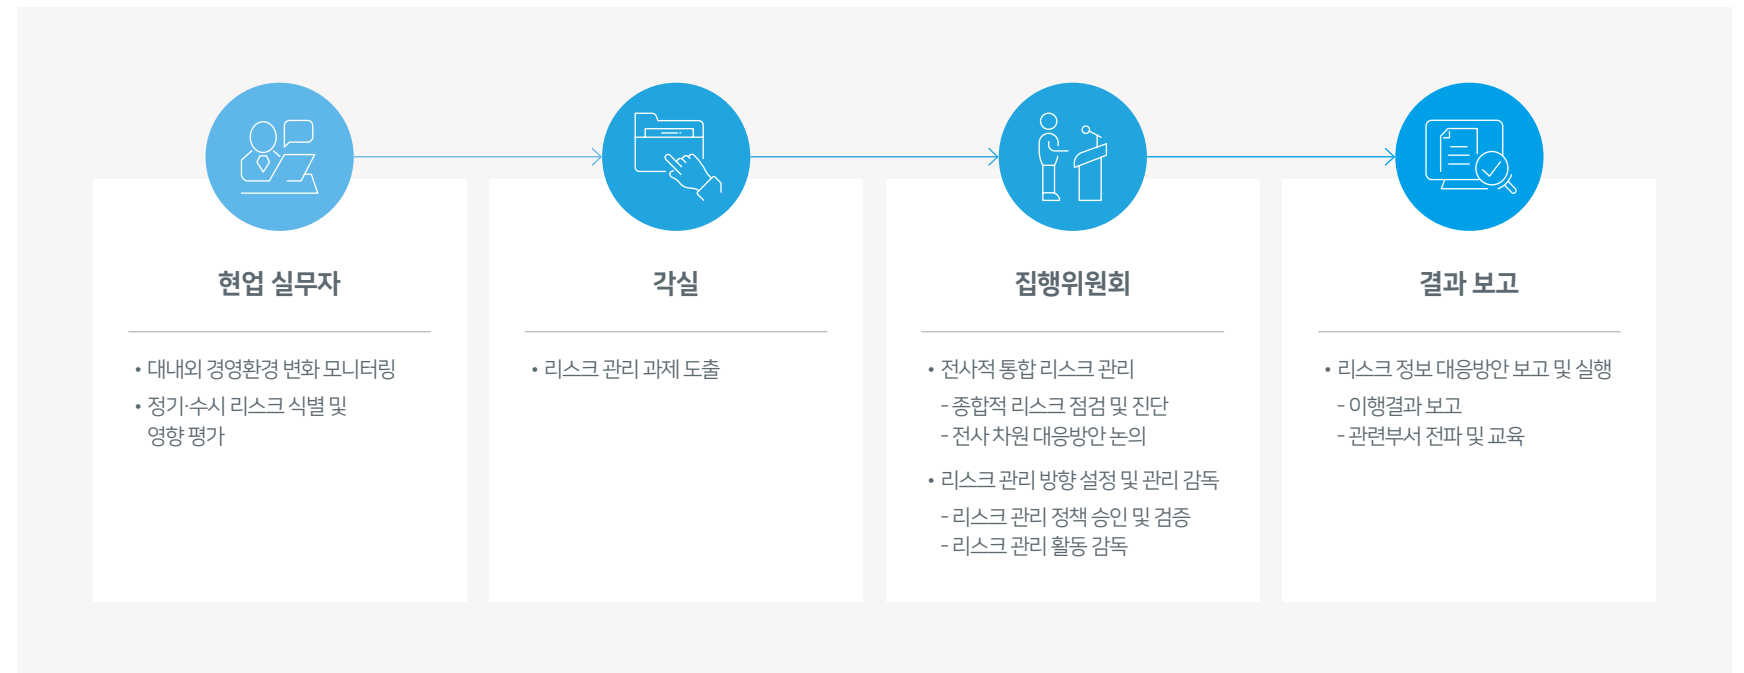 현업 실무자
• 대내외 경영환경 변화 모니터링
• 정기·수시 리스크 식별 및
영향 평가
각실
• 리스크 관리 과제 도출
집행위원회
• 전사적 통합 리스크 관리
- 종합적 리스크 점검 및 진단
- 전사 차원 대응방안 논의
• 리스크 관리 방향 설정 및 관리 감독
- 리스크 관리 정책 승인 및 검증
- 리스크 관리 활동 감독
결과 보고
• 리스크 정보 대응방안 보고 및 실행
- 이행결과 보고
- 관련부서 전파 및 교육